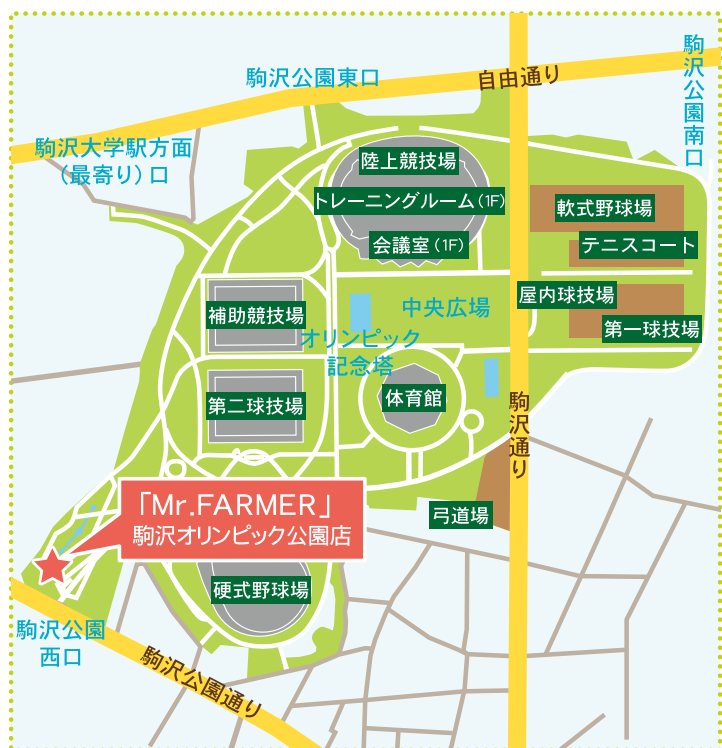 駒沢公園東口
自由通り
駒沢公園南口
駒沢大学駅方面
（最寄り）口
陸上競技場
トレーニングルーム（1F）
会議室（1F）
軟式野球場
テニスコート
屋内球技場
第一球技場
中央広場
補助競技場
オリンピック
記念塔
第二球技場
体育館
駒沢通り
「Mr.FARMER」
駒沢オリンピック公園店
弓道場
硬式野球場
駒沢公園
西口
駒沢公園通り